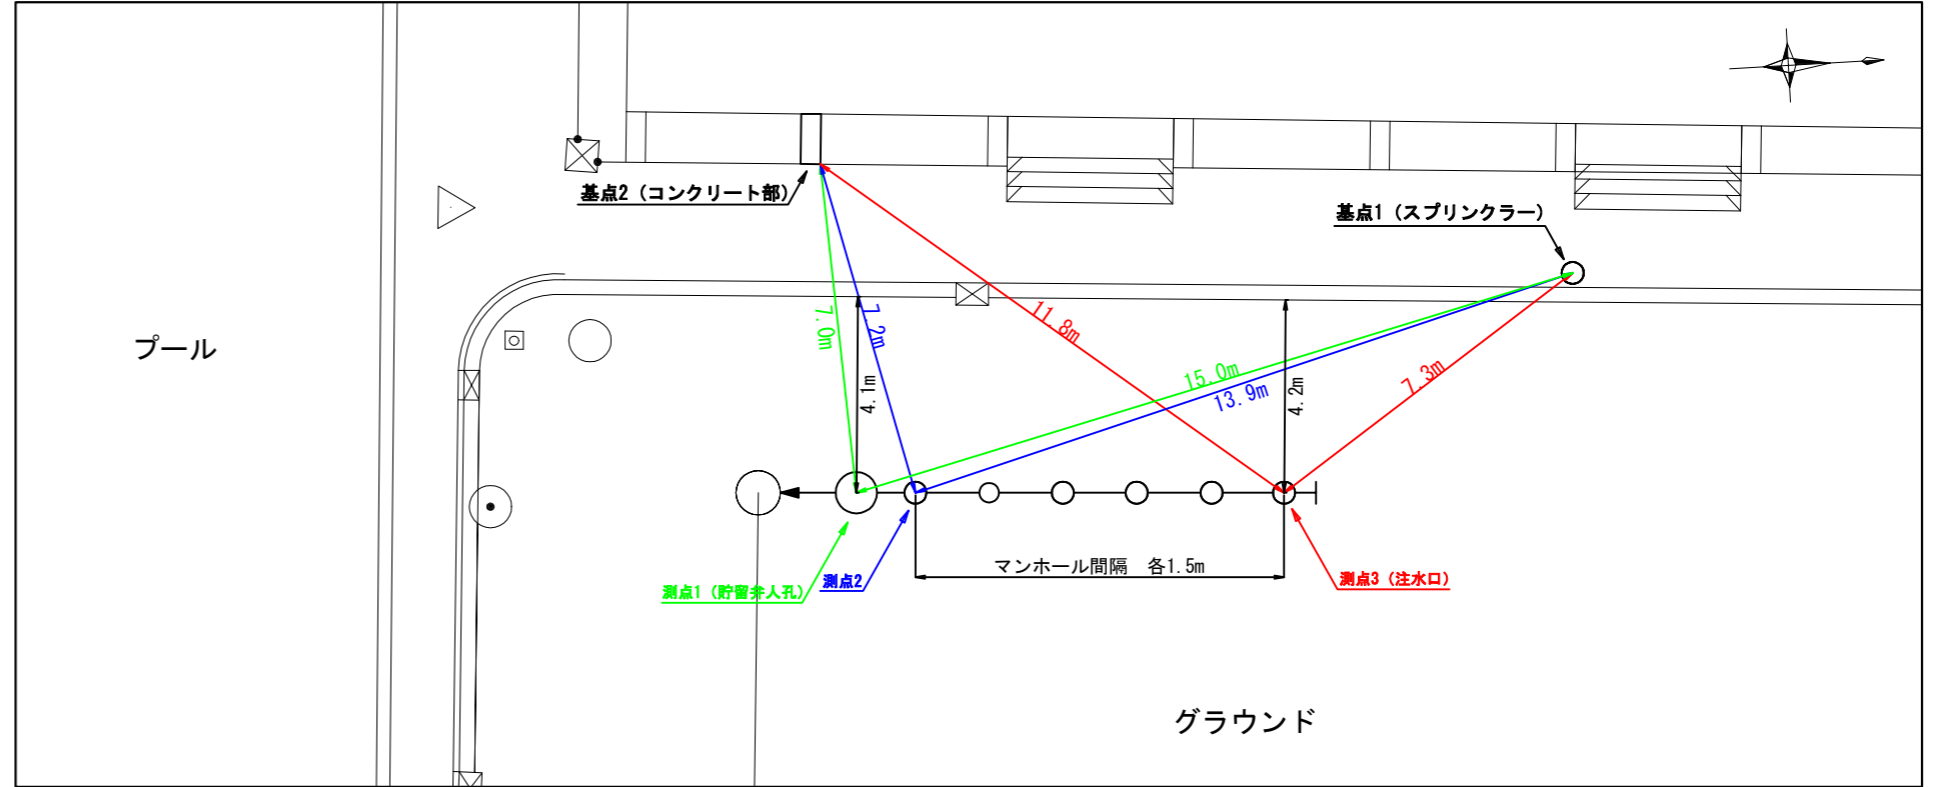 基点2（コンクリート部）
基点1（スプリンクラー）
プール
7.0m
7.2m
11.8m
4.1m
15.0m
13.9m
4.2m
7.3m
マンホール間隔　各1.5m
測点1（貯留弁人孔）
測点2
測点3（注水口）
グラウンド